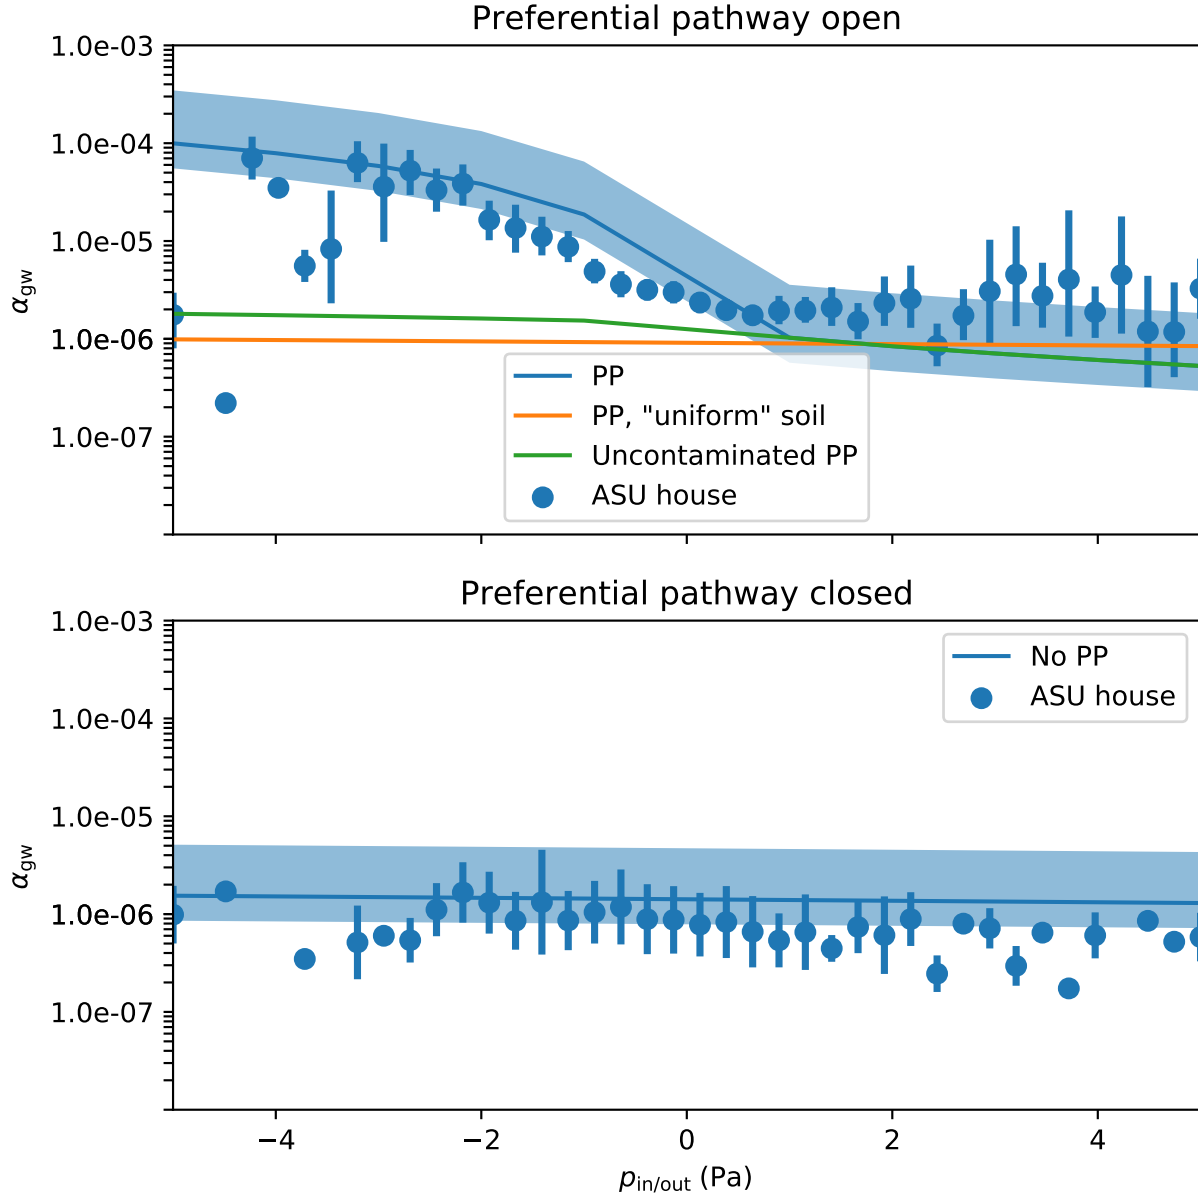 Preferential pathway open
1.0e-03
1.0e-04
1.0e-05
1.0e-06
1.0e-07
αgw
PP
PP, "uniform" soil
Uncontaminated PP
ASU house
Preferential pathway closed
1.0e-03
1.0e-04
1.0e-05
1.0e-06
1.0e-07
αgw
No PP
ASU house
−4 −2 0 2 4
pin/out (Pa)